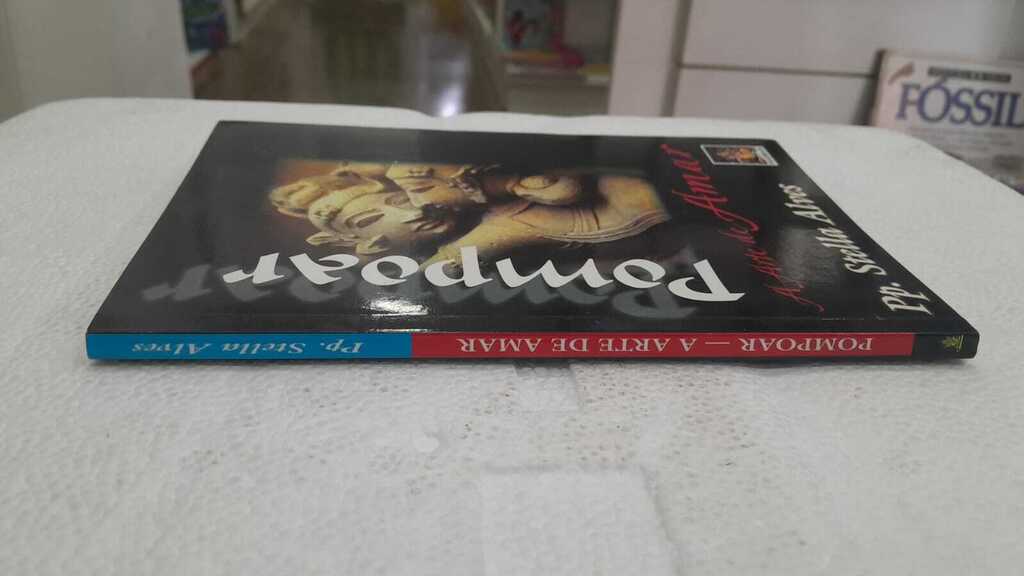 Pp. Stella Alves
A Arte de Amar
Pompoar
POMPOAR — A ARTE DE AMAR
Pp. Stella Alves
FÓSSIL